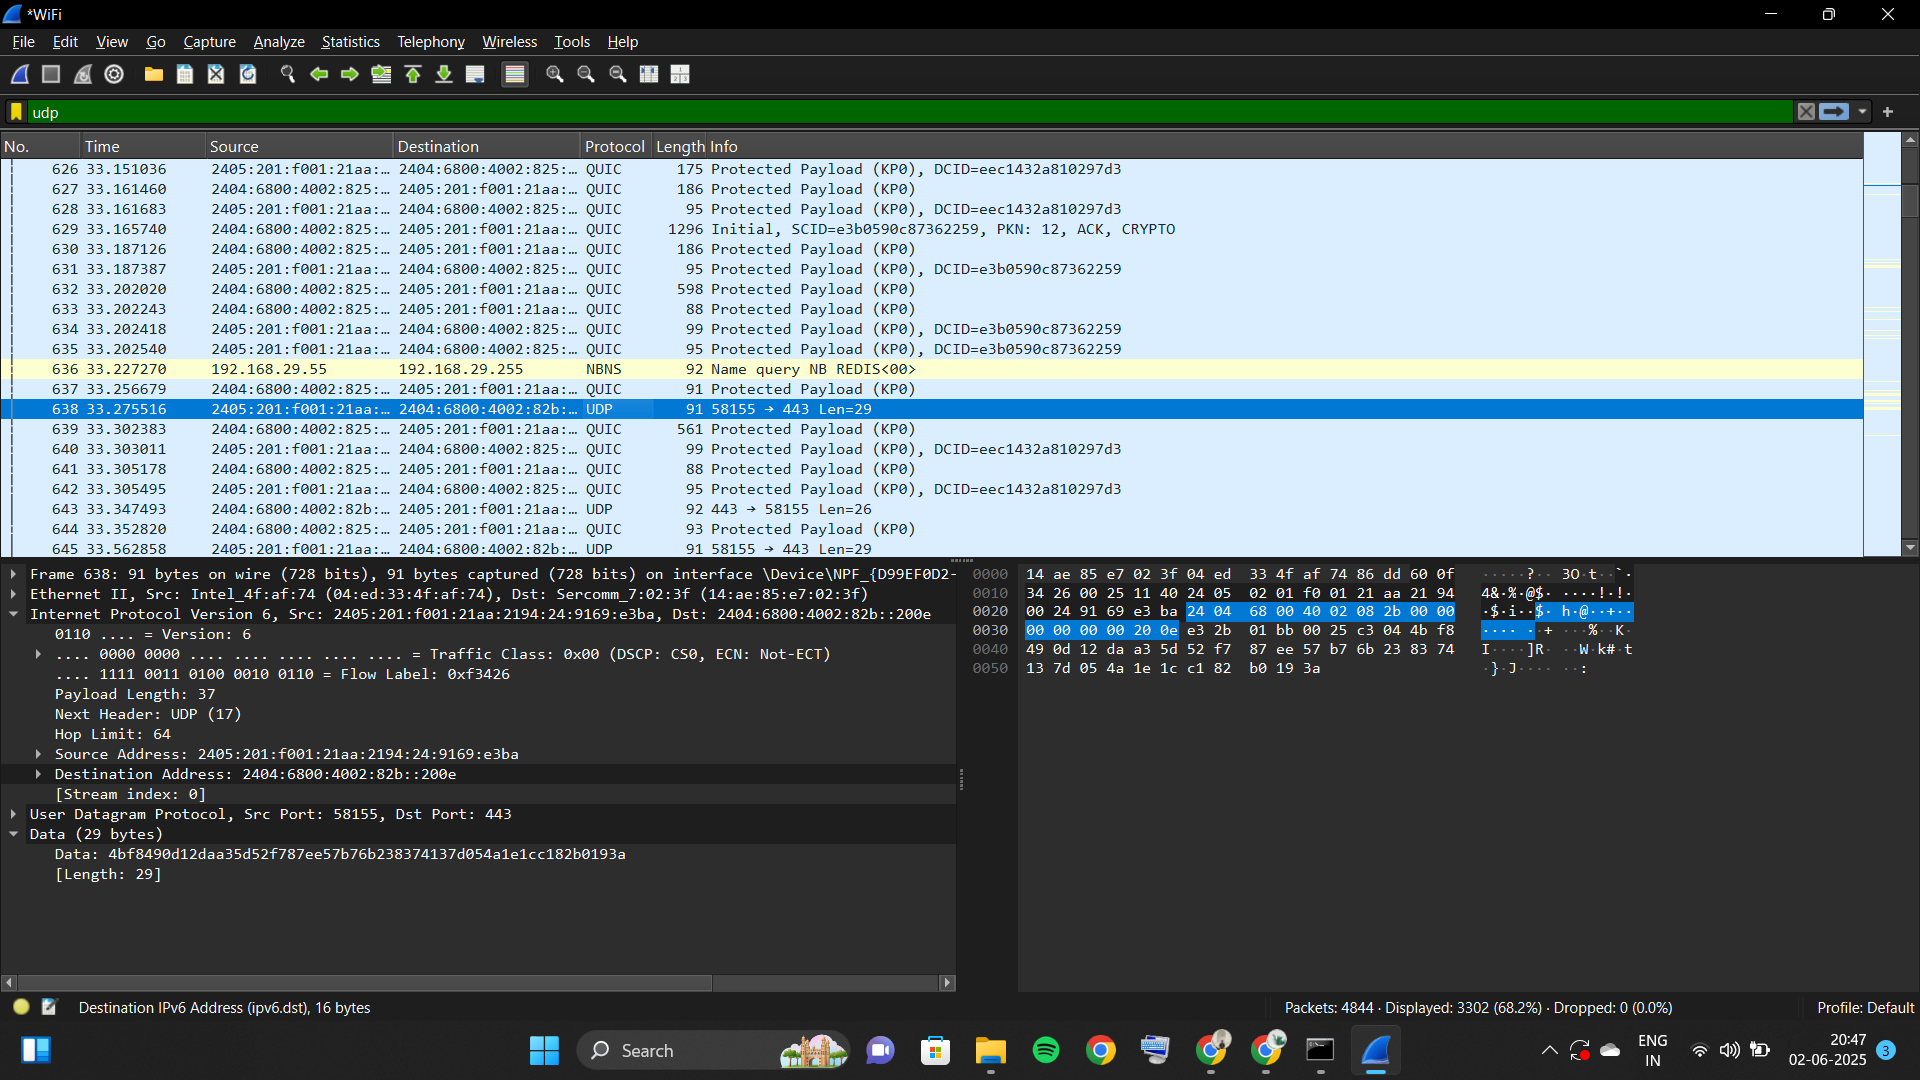 *WiFi
File Edit View Go Capture Analyze Statistics Telephony Wireless Tools Help
udp
No. Time Source Destination Protocol Length Info
626 33.151036 2405:201:f001:21aa:… 2404:6800:4002:825:… QUIC 175 Protected Payload (KP0), DCID=eec1432a810297d3
627 33.161460 2404:6800:4002:825:… 2405:201:f001:21aa:… QUIC 186 Protected Payload (KP0)
628 33.161683 2405:201:f001:21aa:… 2404:6800:4002:825:… QUIC 95 Protected Payload (KP0), DCID=eec1432a810297d3
629 33.165740 2404:6800:4002:825:… 2405:201:f001:21aa:… QUIC 1296 Initial, SCID=e3b0590c87362259, PKN: 12, ACK, CRYPTO
630 33.187126 2404:6800:4002:825:… 2405:201:f001:21aa:… QUIC 186 Protected Payload (KP0)
631 33.187387 2405:201:f001:21aa:… 2404:6800:4002:825:… QUIC 95 Protected Payload (KP0), DCID=e3b0590c87362259
632 33.202020 2404:6800:4002:825:… 2405:201:f001:21aa:… QUIC 598 Protected Payload (KP0)
633 33.202243 2404:6800:4002:825:… 2405:201:f001:21aa:… QUIC 88 Protected Payload (KP0)
634 33.202418 2405:201:f001:21aa:… 2404:6800:4002:825:… QUIC 99 Protected Payload (KP0), DCID=e3b0590c87362259
635 33.202540 2405:201:f001:21aa:… 2404:6800:4002:825:… QUIC 95 Protected Payload (KP0), DCID=e3b0590c87362259
636 33.227270 192.168.29.55 192.168.29.255 NBNS 92 Name query NB REDIS<00>
637 33.256679 2404:6800:4002:825:… 2405:201:f001:21aa:… QUIC 91 Protected Payload (KP0)
638 33.275516 2405:201:f001:21aa:… 2404:6800:4002:82b:… UDP 91 58155 → 443 Len=29
639 33.302383 2404:6800:4002:825:… 2405:201:f001:21aa:… QUIC 561 Protected Payload (KP0)
640 33.303011 2405:201:f001:21aa:… 2404:6800:4002:825:… QUIC 99 Protected Payload (KP0), DCID=eec1432a810297d3
641 33.305178 2404:6800:4002:825:… 2405:201:f001:21aa:… QUIC 88 Protected Payload (KP0)
642 33.305495 2405:201:f001:21aa:… 2404:6800:4002:825:… QUIC 95 Protected Payload (KP0), DCID=eec1432a810297d3
643 33.347493 2404:6800:4002:82b:… 2405:201:f001:21aa:… UDP 92 443 → 58155 Len=26
644 33.352820 2404:6800:4002:825:… 2405:201:f001:21aa:… QUIC 93 Protected Payload (KP0)
645 33.562858 2405:201:f001:21aa:… 2404:6800:4002:82b:… UDP 91 58155 → 443 Len=29
Frame 638: 91 bytes on wire (728 bits), 91 bytes captured (728 bits) on interface \Device\NPF_{D99EF0D2-
Ethernet II, Src: Intel_4f:af:74 (04:ed:33:4f:af:74), Dst: Sercomm_7:02:3f (14:ae:85:e7:02:3f)
Internet Protocol Version 6, Src: 2405:201:f001:21aa:2194:24:9169:e3ba, Dst: 2404:6800:4002:82b::200e
0110 .... = Version: 6
.... 0000 0000 .... .... .... .... .... = Traffic Class: 0x00 (DSCP: CS0, ECN: Not-ECT)
.... 1111 0011 0100 0010 0110 = Flow Label: 0xf3426
Payload Length: 37
Next Header: UDP (17)
Hop Limit: 64
Source Address: 2405:201:f001:21aa:2194:24:9169:e3ba
Destination Address: 2404:6800:4002:82b::200e
[Stream index: 0]
User Datagram Protocol, Src Port: 58155, Dst Port: 443
Data (29 bytes)
Data: 4bf8490d12daa35d52f787ee57b76b238374137d054a1e1cc182b0193a
[Length: 29]
0000 14 ae 85 e7 02 3f 04 ed 33 4f af 74 86 dd 60 0f ·····?·· 3O·t··`·
0010 34 26 00 25 11 40 24 05 02 01 f0 01 21 aa 21 94 4&·%·@$· ····!·!·
0020 00 24 91 69 e3 ba 24 04 68 00 40 02 08 2b 00 00 ·$·i··$· h·@··+··
0030 00 00 00 00 20 0e e3 2b 01 bb 00 25 c3 04 4b f8 ···· ··+ ···%··K·
0040 49 0d 12 da a3 5d 52 f7 87 ee 57 b7 6b 23 83 74 I····]R· ··W·k#·t
0050 13 7d 05 4a 1e 1c c1 82 b0 19 3a ·}·J···· ··:
Destination IPv6 Address (ipv6.dst), 16 bytes
Packets: 4844 · Displayed: 3302 (68.2%) · Dropped: 0 (0.0%)
Profile: Default
Search
ENG
IN
20:47
02-06-2025
3